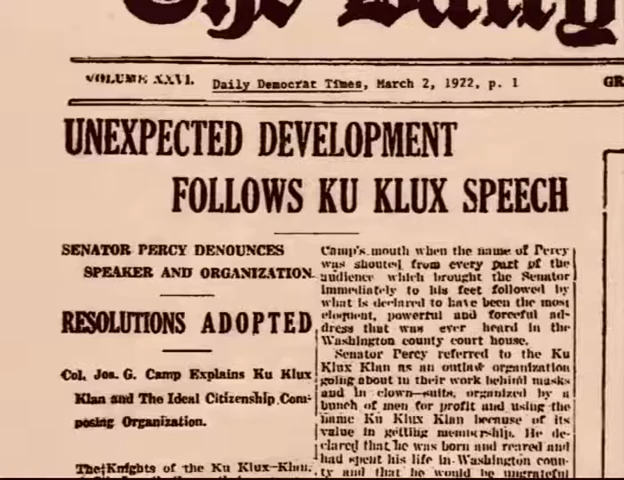 The Daily
VOLUME XXVI. Daily Democrat Times, March 2, 1922, p. 1 GR
UNEXPECTED DEVELOPMENT
FOLLOWS KU KLUX SPEECH
SENATOR PERCY DENOUNCES
SPEAKER AND ORGANIZATION
RESOLUTIONS ADOPTED
Col. Jos. G. Camp Explains Ku Klux
Klan and The Ideal Citizenship Com-
posing Organization.
The Knights of the Ku Klux-Klan,
Camp's mouth when the name of Percy
was shouted from every part of the
audience which brought the Senator
immediately to his feet followed by
what is declared to have been the most
eloquent, powerful and forceful ad-
dress that was ever heard in the
Washington county court house.
Senator Percy referred to the Ku
Klux Klan as an outlaw organization
going about in their work behind masks
and in clown-suits, organized by a
bunch of men for profit and using the
name Ku Klux Klan because of its
value in getting membership. He de-
clared that he was born and reared and
had spent his life in Washington coun-
ty and that he would be ungrateful